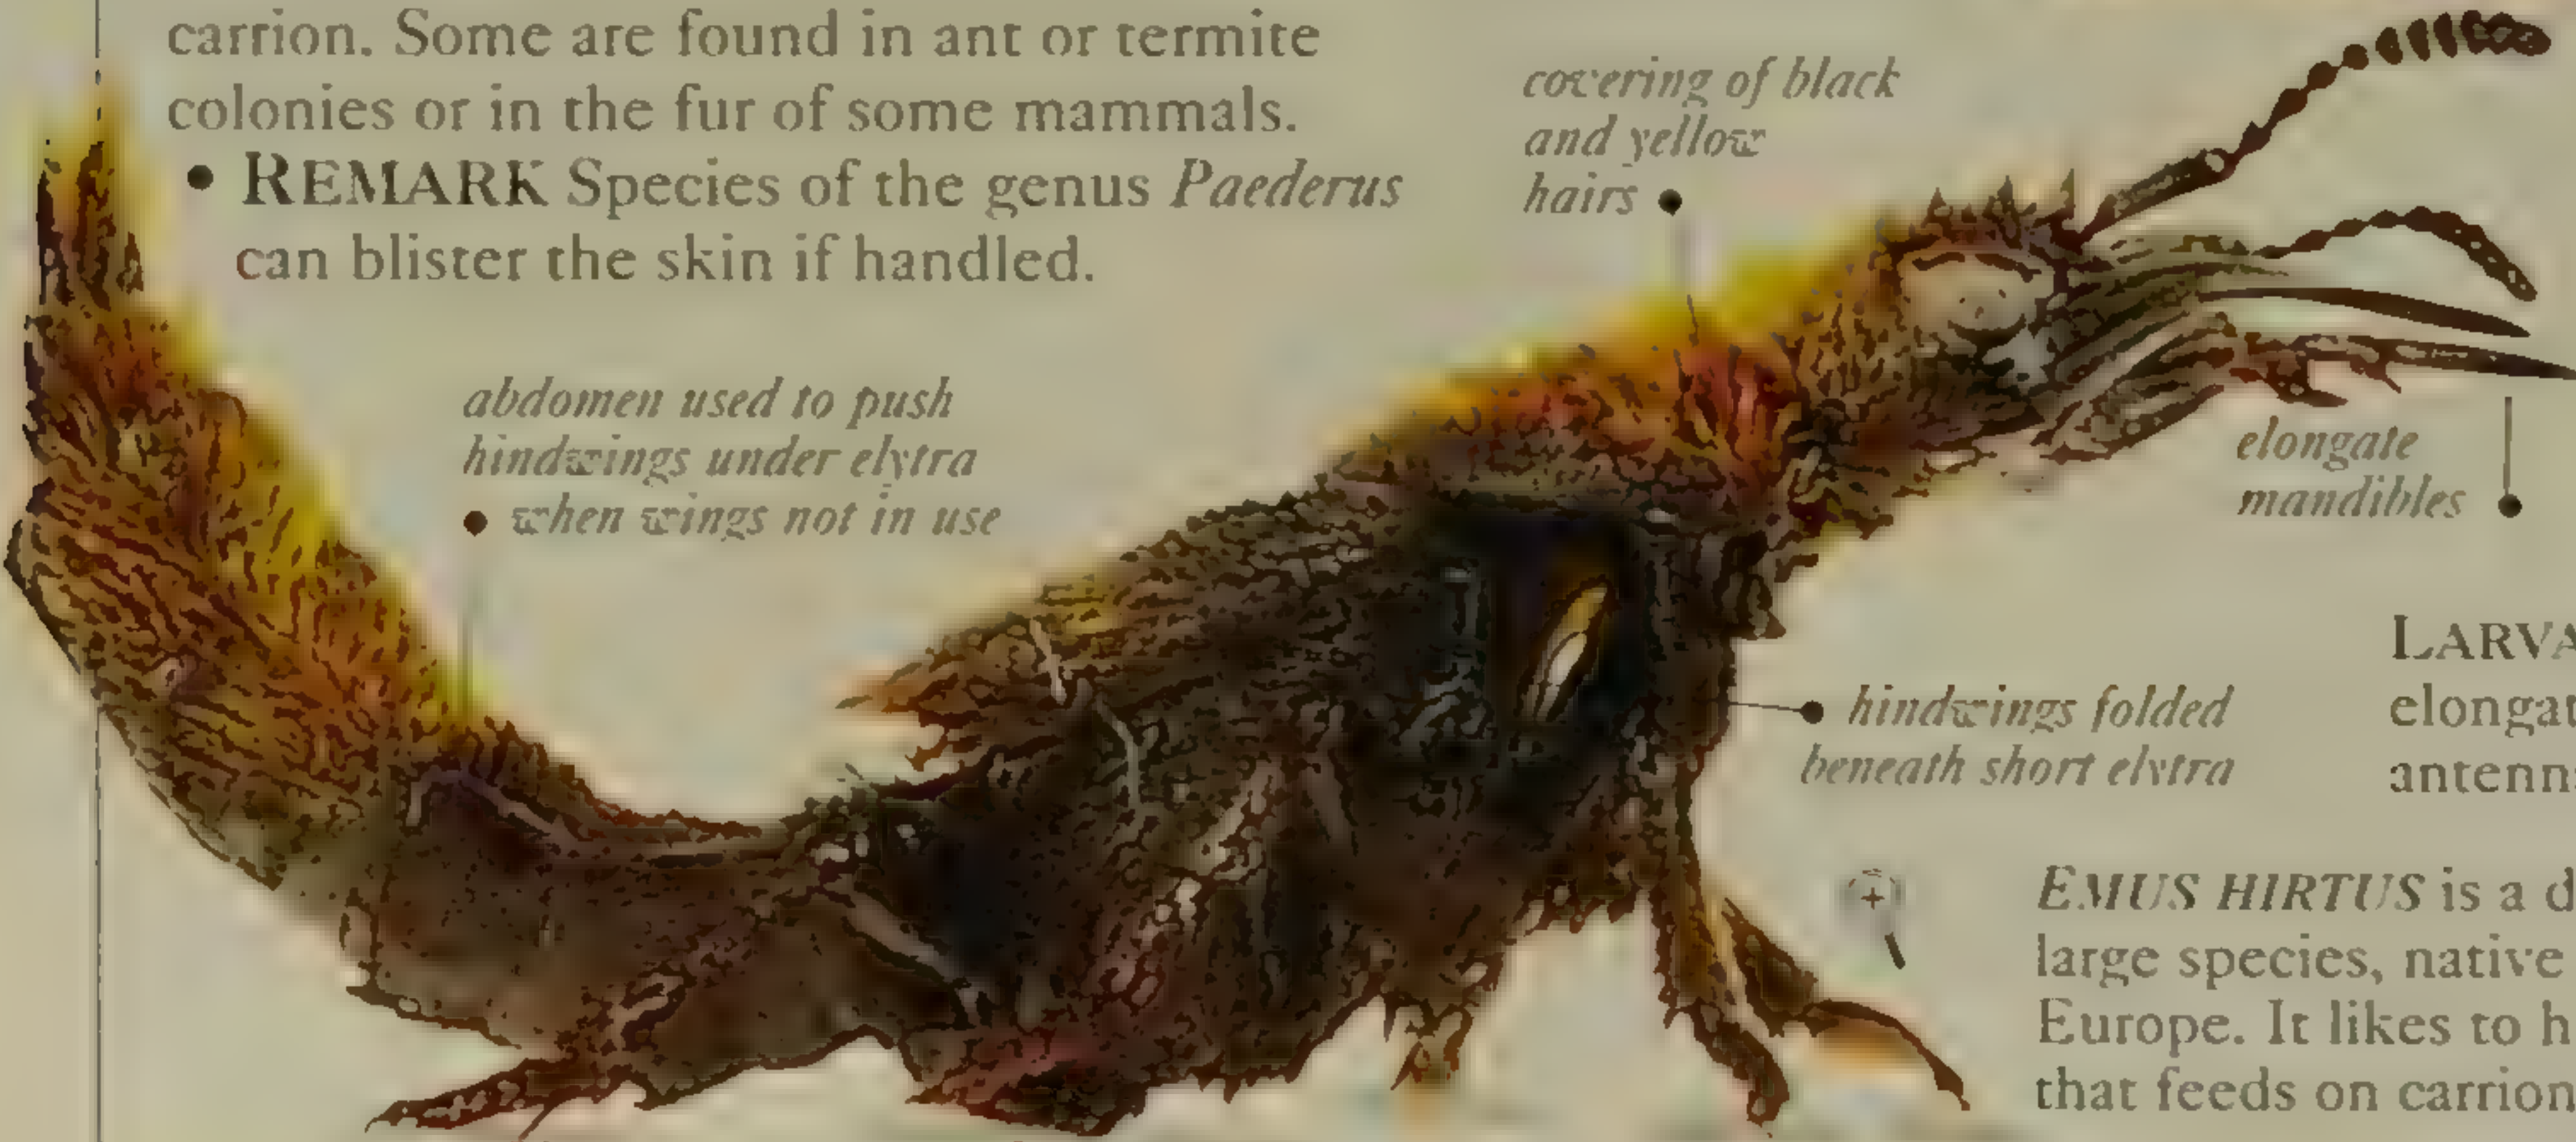 carrion. Some are found in ant or termite
colonies or in the fur of some mammals.
• REMARK Species of the genus Paederus
can blister the skin if handled.
covering of black
and yellow
hairs
abdomen used to push
hindwings under elytra
when wings not in use
elongate
mandibles
hindwings folded
beneath short elytra
LARVA
elongat
antenn
EMUS HIRTUS is a d
large species, native
Europe. It likes to h
that feeds on carrion